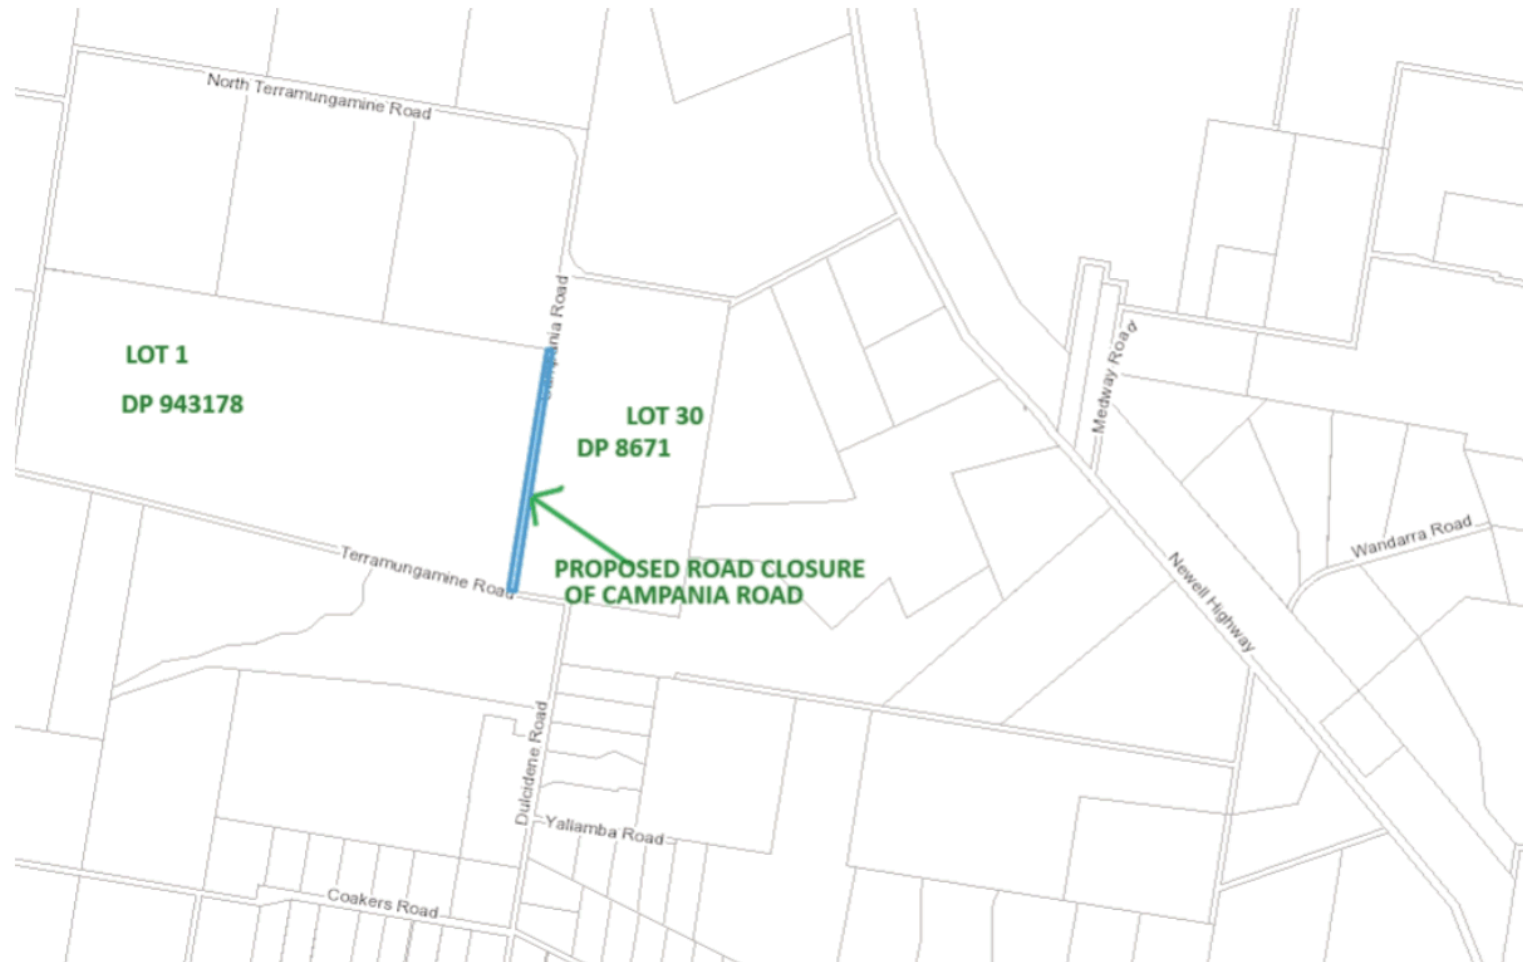 North Terramungamine Road
Campania Road
LOT 1
DP 943178
LOT 30
DP 8671
Medway Road
PROPOSED ROAD CLOSURE
OF CAMPANIA ROAD
Terramungamine Road
Wandarra Road
Newell Highway
Dulcidene Road
Yallamba Road
Coakers Road